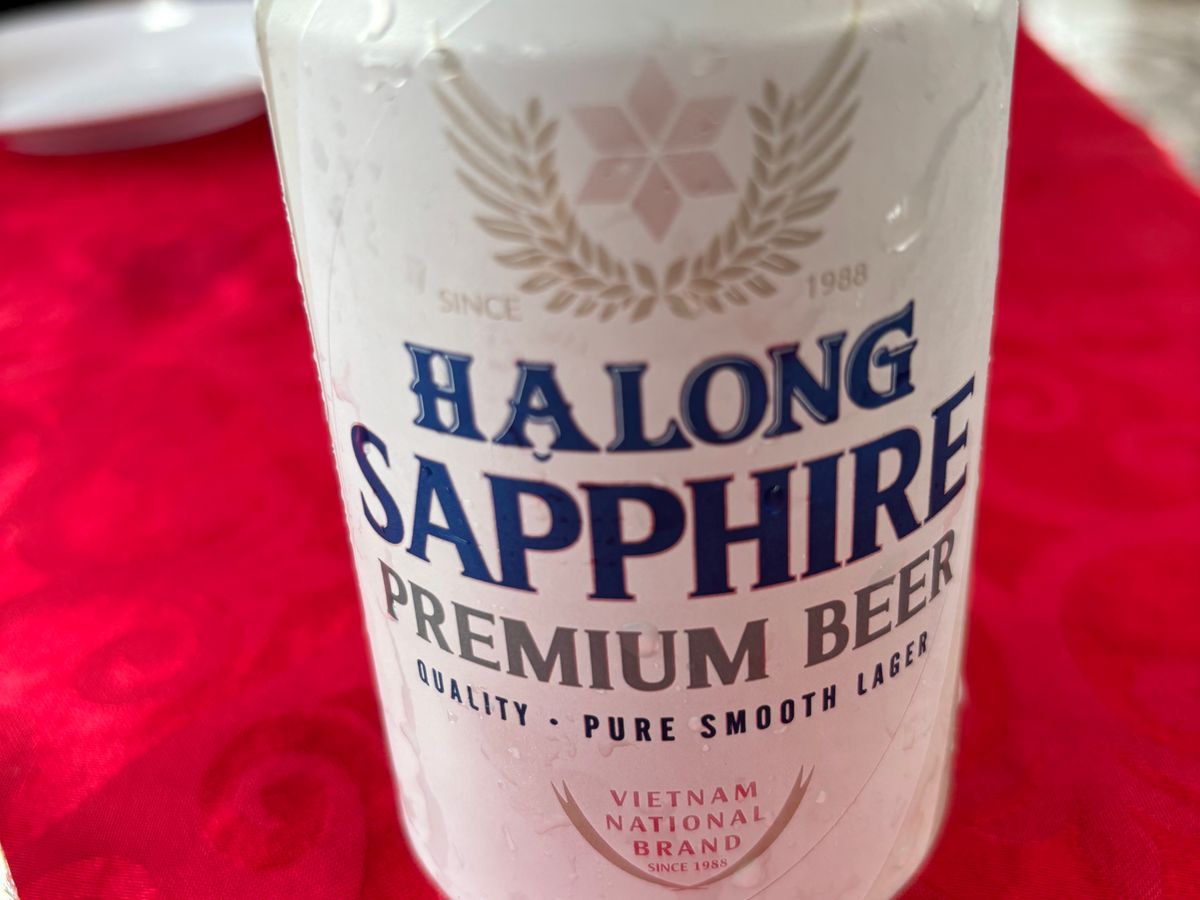 SINCE 1988
HẠLONG
SAPPHIRE
PREMIUM BEER
QUALITY · PURE SMOOTH LAGER
VIETNAM
NATIONAL
BRAND
SINCE 1988